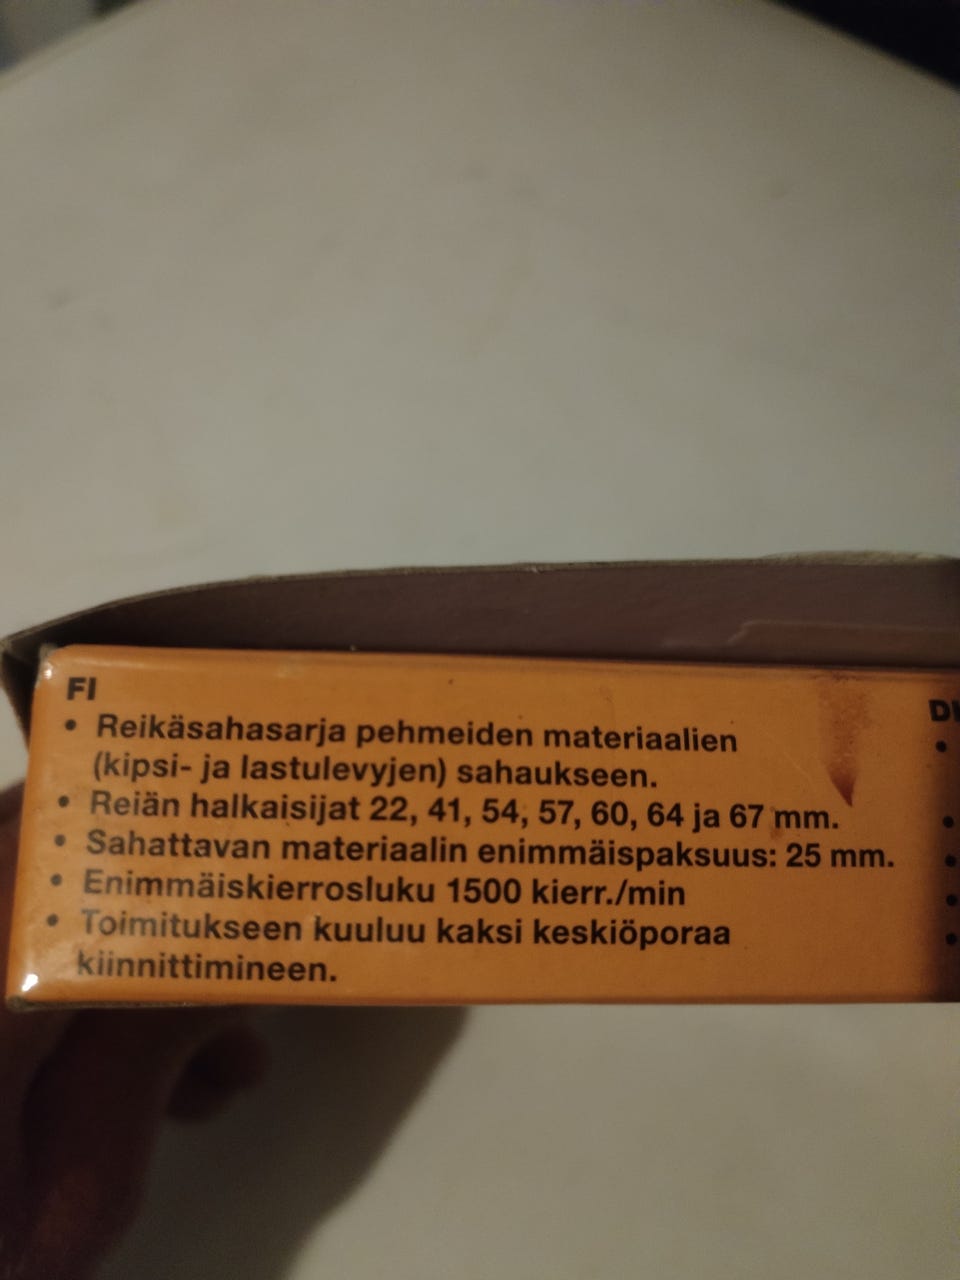 FI
• Reikäsahasarja pehmeiden materiaalien
(kipsi- ja lastulevyjen) sahaukseen.
• Reiän halkaisijat 22, 41, 54, 57, 60, 64 ja 67 mm.
• Sahattavan materiaalin enimmäispaksuus: 25 mm.
• Enimmäiskierrosluku 1500 kierr./min
• Toimitukseen kuuluu kaksi keskiöporaa
kiinnittimineen.